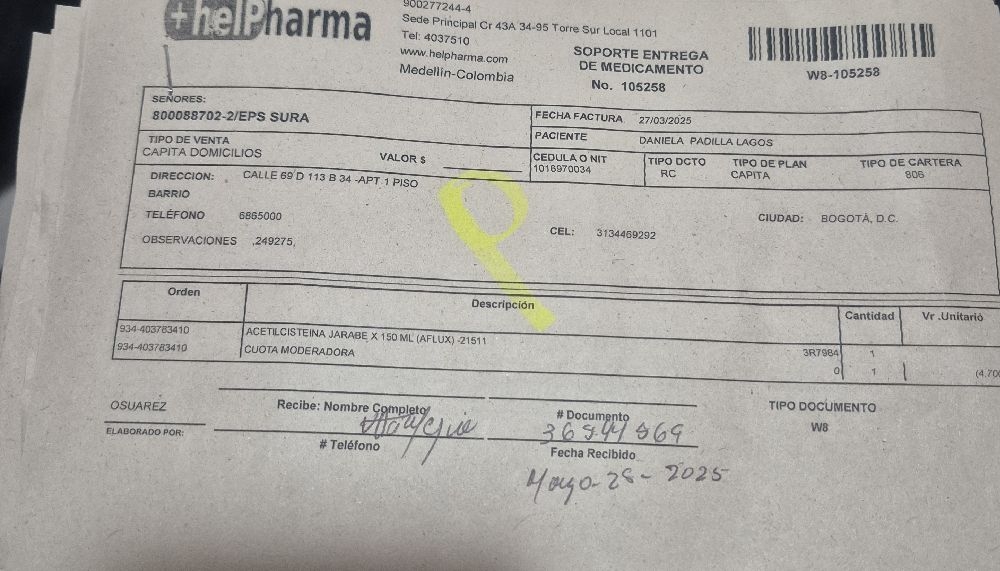 +helPharma
900277244-4
Sede Principal Cr 43A 34-95 Torre Sur Local 1101
Tel: 4037510
www.helpharma.com
Medellín-Colombia
SOPORTE ENTREGA
DE MEDICAMENTO
No. 105258
W8-105258
SEÑORES:
800088702-2/EPS SURA
FECHA FACTURA 27/03/2025
PACIENTE DANIELA PADILLA LAGOS
TIPO DE VENTA
CAPITA DOMICILIOS VALOR $
CEDULA O NIT TIPO DCTO TIPO DE PLAN TIPO DE CARTERA
1016970034 RC CAPITA 806
DIRECCION: CALLE 69 D 113 B 34 -APT 1 PISO
BARRIO
TELÉFONO 6865000
CIUDAD: BOGOTÁ, D.C.
CEL: 3134469292
OBSERVACIONES ,249275,
P
Orden Descripción Cantidad Vr .Unitario
934-403783410 ACETILCISTEINA JARABE X 150 ML (AFLUX) -21511 3R7984 1
934-403783410 CUOTA MODERADORA 0 1 (4,700
OSUAREZ
ELABORADO POR:
Recibe: Nombre Completo
# Teléfono
# Documento
Fecha Recibido
28 - 2025
TIPO DOCUMENTO
W8